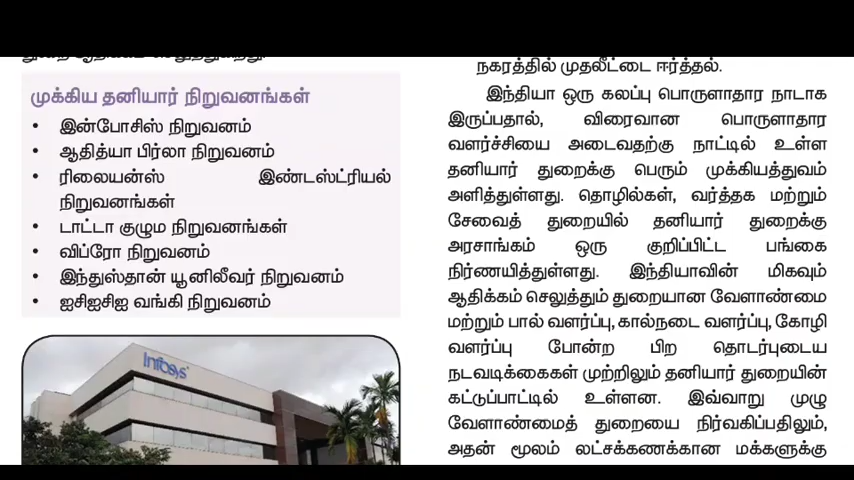 முக்கிய தனியார் நிறுவனங்கள்
• இன்போசிஸ் நிறுவனம்
• ஆதித்யா பிர்லா நிறுவனம்
• ரிலையன்ஸ் இண்டஸ்ட்ரியல்
நிறுவனங்கள்
• டாட்டா குழும நிறுவனங்கள்
• விப்ரோ நிறுவனம்
• இந்துஸ்தான் யூனிலீவர் நிறுவனம்
• ஐசிஐசிஐ வங்கி நிறுவனம்
Infosys
நகரத்தில் முதலீட்டை ஈர்த்தல்.
இந்தியா ஒரு கலப்பு பொருளாதார நாடாக
இருப்பதால், விரைவான பொருளாதார
வளர்ச்சியை அடைவதற்கு நாட்டில் உள்ள
தனியார் துறைக்கு பெரும் முக்கியத்துவம்
அளித்துள்ளது. தொழில்கள், வர்த்தக மற்றும்
சேவைத் துறையில் தனியார் துறைக்கு
அரசாங்கம் ஒரு குறிப்பிட்ட பங்கை
நிர்ணயித்துள்ளது. இந்தியாவின் மிகவும்
ஆதிக்கம் செலுத்தும் துறையான வேளாண்மை
மற்றும் பால் வளர்ப்பு, கால்நடை வளர்ப்பு, கோழி
வளர்ப்பு போன்ற பிற தொடர்புடைய
நடவடிக்கைகள் முற்றிலும் தனியார் துறையின்
கட்டுப்பாட்டில் உள்ளன. இவ்வாறு முழு
வேளாண்மைத் துறையை நிர்வகிப்பதிலும்,
அதன் மூலம் லட்சக்கணக்கான மக்களுக்கு